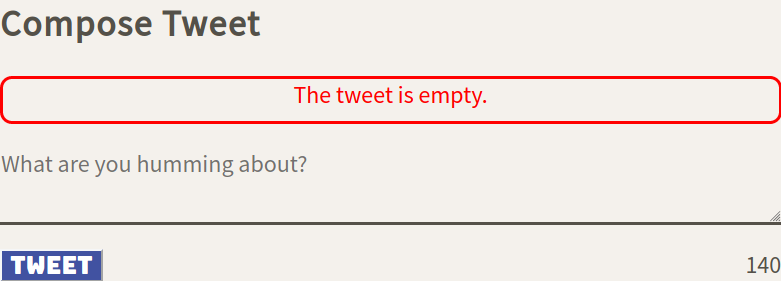 Compose Tweet
The tweet is empty.
What are you humming about?
TWEET
140